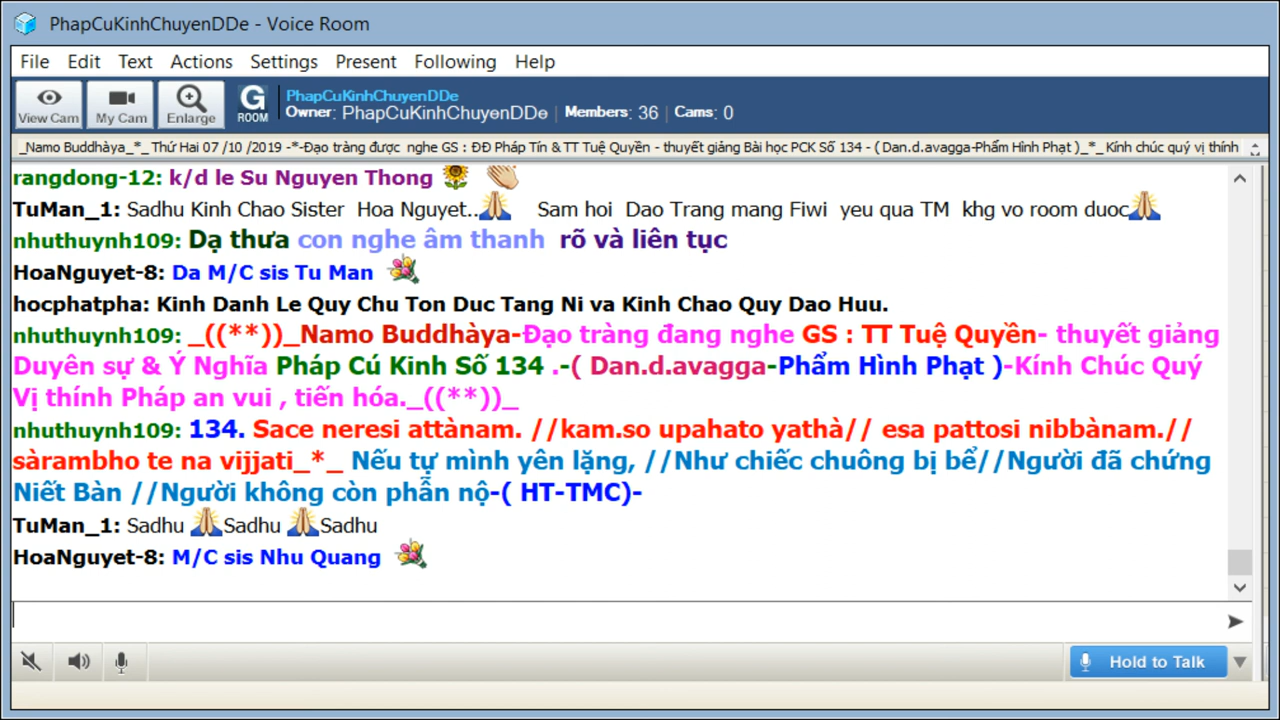 PhapCuKinhChuyenDDe - Voice Room
File Edit Text Actions Settings Present Following Help
View Cam My Cam Enlarge G ROOM PhapCuKinhChuyenDDe
Owner: PhapCuKinhChuyenDDe | Members: 36 | Cams: 0
_Namo Buddhàya_*_ Thứ Hai 07 /10 /2019 -*-Đạo tràng được nghe GS : ĐĐ Pháp Tín & TT Tuệ Quyền - thuyết giảng Bài học PCK Số 134 - ( Dan.d.avagga-Phẩm Hình Phạt )_*_ Kính chúc quý vị thính
rangdong-12: k/d le Su Nguyen Thong
TuMan_1: Sadhu Kinh Chao Sister Hoa Nguyet.. Sam hoi Dao Trang mang Fiwi yeu qua TM khg vo room duoc
nhuthuynh109: Dạ thưa con nghe âm thanh rõ và liên tục
HoaNguyet-8: Da M/C sis Tu Man
hocphatpha: Kinh Danh Le Quy Chu Ton Duc Tang Ni va Kinh Chao Quy Dao Huu.
nhuthuynh109: _((**))_Namo Buddhàya-Đạo tràng đang nghe GS : TT Tuệ Quyền- thuyết giảng
Duyên sự & Ý Nghĩa Pháp Cú Kinh Số 134 .-( Dan.d.avagga-Phẩm Hình Phạt )-Kính Chúc Quý
Vị thính Pháp an vui , tiến hóa._((**))_
nhuthuynh109: 134. Sace neresi attànam. //kam.so upahato yathà// esa pattosi nibbànam.//
sàrambho te na vijjati_*_ Nếu tự mình yên lặng, //Như chiếc chuông bị bể//Người đã chứng
Niết Bàn //Người không còn phẫn nộ-( HT-TMC)-
TuMan_1: Sadhu Sadhu Sadhu
HoaNguyet-8: M/C sis Nhu Quang
Hold to Talk